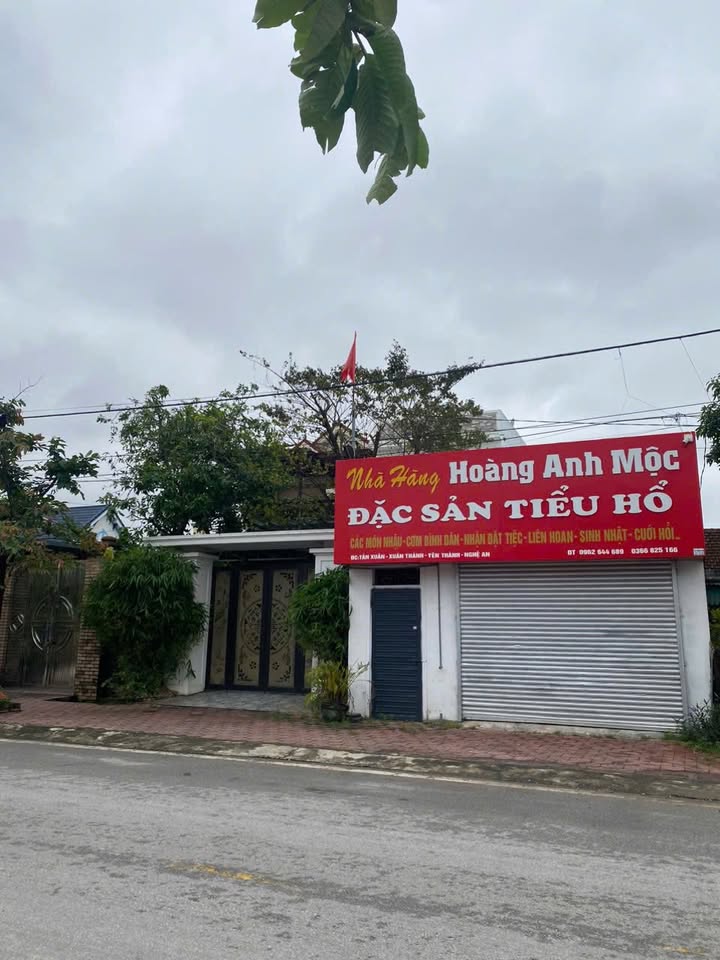 Nhà Hàng Hoàng Anh Mộc
ĐẶC SẢN TIỂU HỔ
CÁC MÓN NHẬU - CƠM BÌNH DÂN - NHẬN ĐẶT TIỆC - LIÊN HOAN - SINH NHẬT - CƯỚI HỎI...
ĐC: TÂN XUÂN - XUÂN THÀNH - YÊN THÀNH - NGHỆ AN ĐT 0962 644 689 0366 825 166